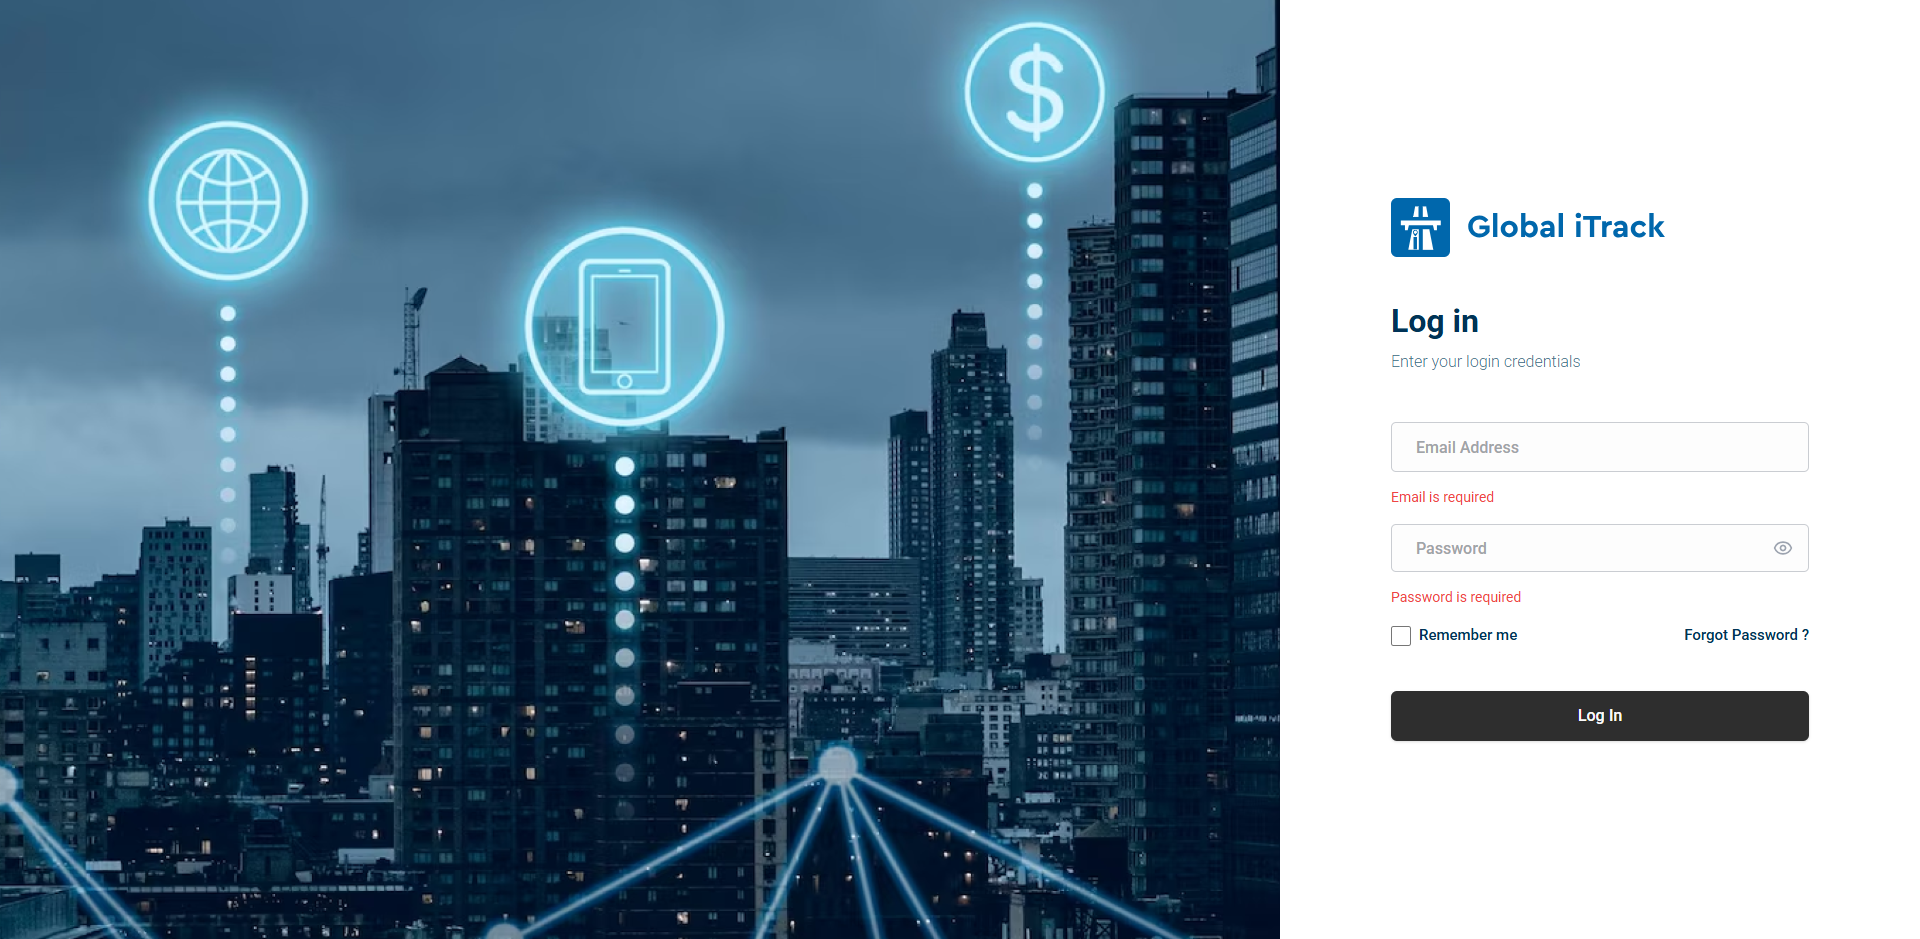 Global iTrack
Log in
Enter your login credentials
Email Address
Email is required
Password
Password is required
Remember me
Forgot Password ?
Log In